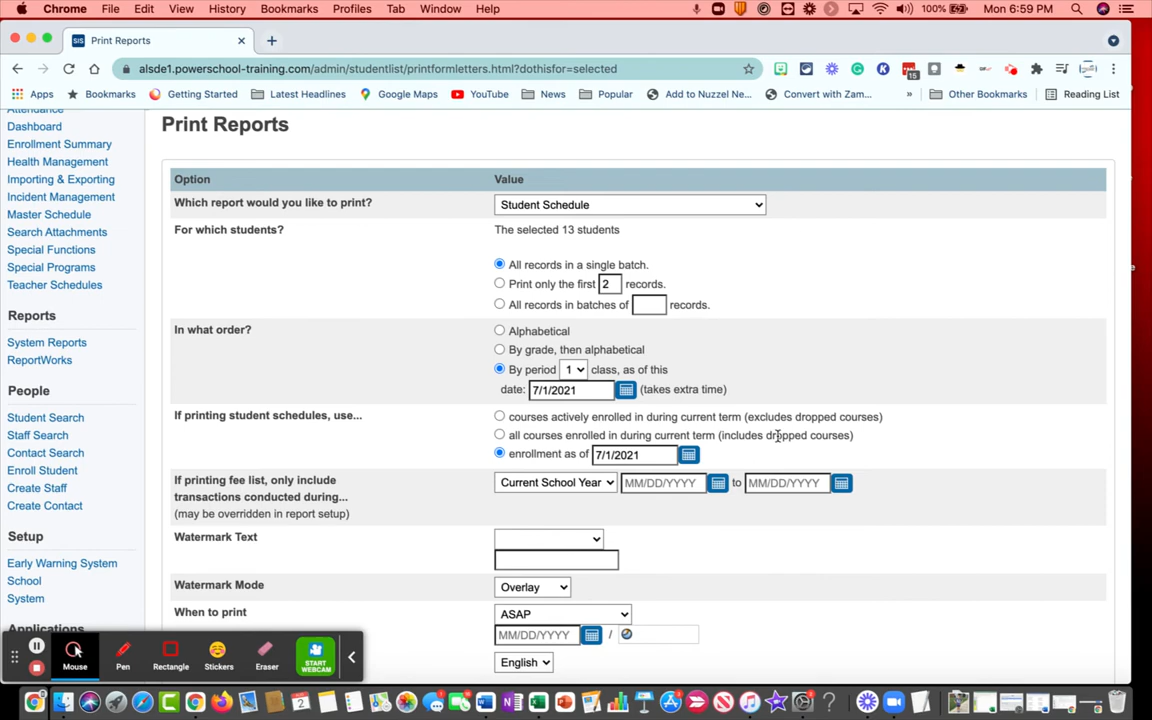 Chrome File Edit View History Bookmarks Profiles Tab Window Help 100% Mon 6:59 PM
SIS Print Reports
alsde1.powerschool-training.com/admin/studentlist/printformletters.html?dothisfor=selected 15
Apps Bookmarks Getting Started Latest Headlines Google Maps YouTube News Popular Add to Nuzzel Ne... Convert with Zam... » Other Bookmarks Reading List
Attendance
Dashboard
Enrollment Summary
Health Management
Importing & Exporting
Incident Management
Master Schedule
Search Attachments
Special Functions
Special Programs
Teacher Schedules
Reports
System Reports
ReportWorks
People
Student Search
Staff Search
Contact Search
Enroll Student
Create Staff
Create Contact
Setup
Early Warning System
School
System
Applications
Print Reports
Option Value
Which report would you like to print? Student Schedule
For which students? The selected 13 students
All records in a single batch.
Print only the first 2 records.
All records in batches of records.
In what order? Alphabetical
By grade, then alphabetical
By period 1 class, as of this
date: 7/1/2021 (takes extra time)
If printing student schedules, use... courses actively enrolled in during current term (excludes dropped courses)
all courses enrolled in during current term (includes dropped courses)
enrollment as of 7/1/2021
If printing fee list, only include Current School Year MM/DD/YYYY to MM/DD/YYYY
transactions conducted during...
(may be overridden in report setup)
Watermark Text
Watermark Mode Overlay
When to print ASAP
MM/DD/YYYY /
English
Mouse Pen Rectangle Stickers Eraser START
WEBCAM